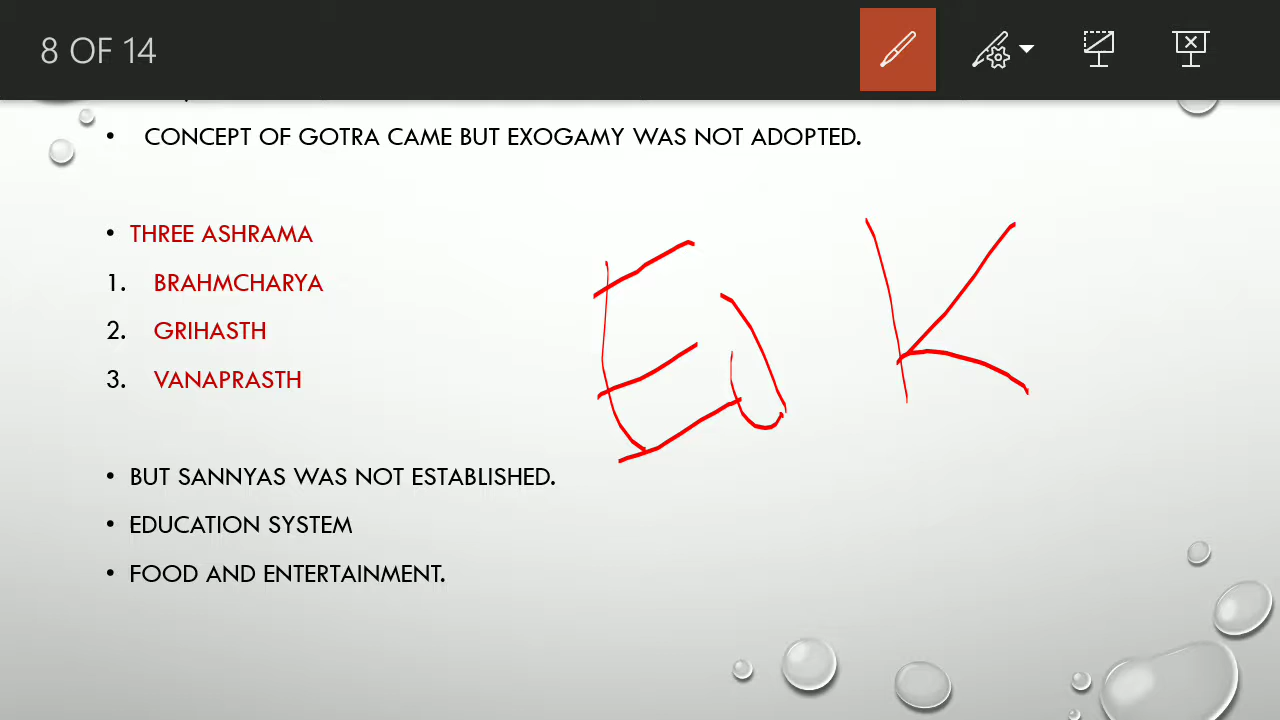 8 OF 14
• CONCEPT OF GOTRA CAME BUT EXOGAMY WAS NOT ADOPTED.
• THREE ASHRAMA
1. BRAHMCHARYA
2. GRIHASTH
3. VANAPRASTH
E K
• BUT SANNYAS WAS NOT ESTABLISHED.
• EDUCATION SYSTEM
• FOOD AND ENTERTAINMENT.